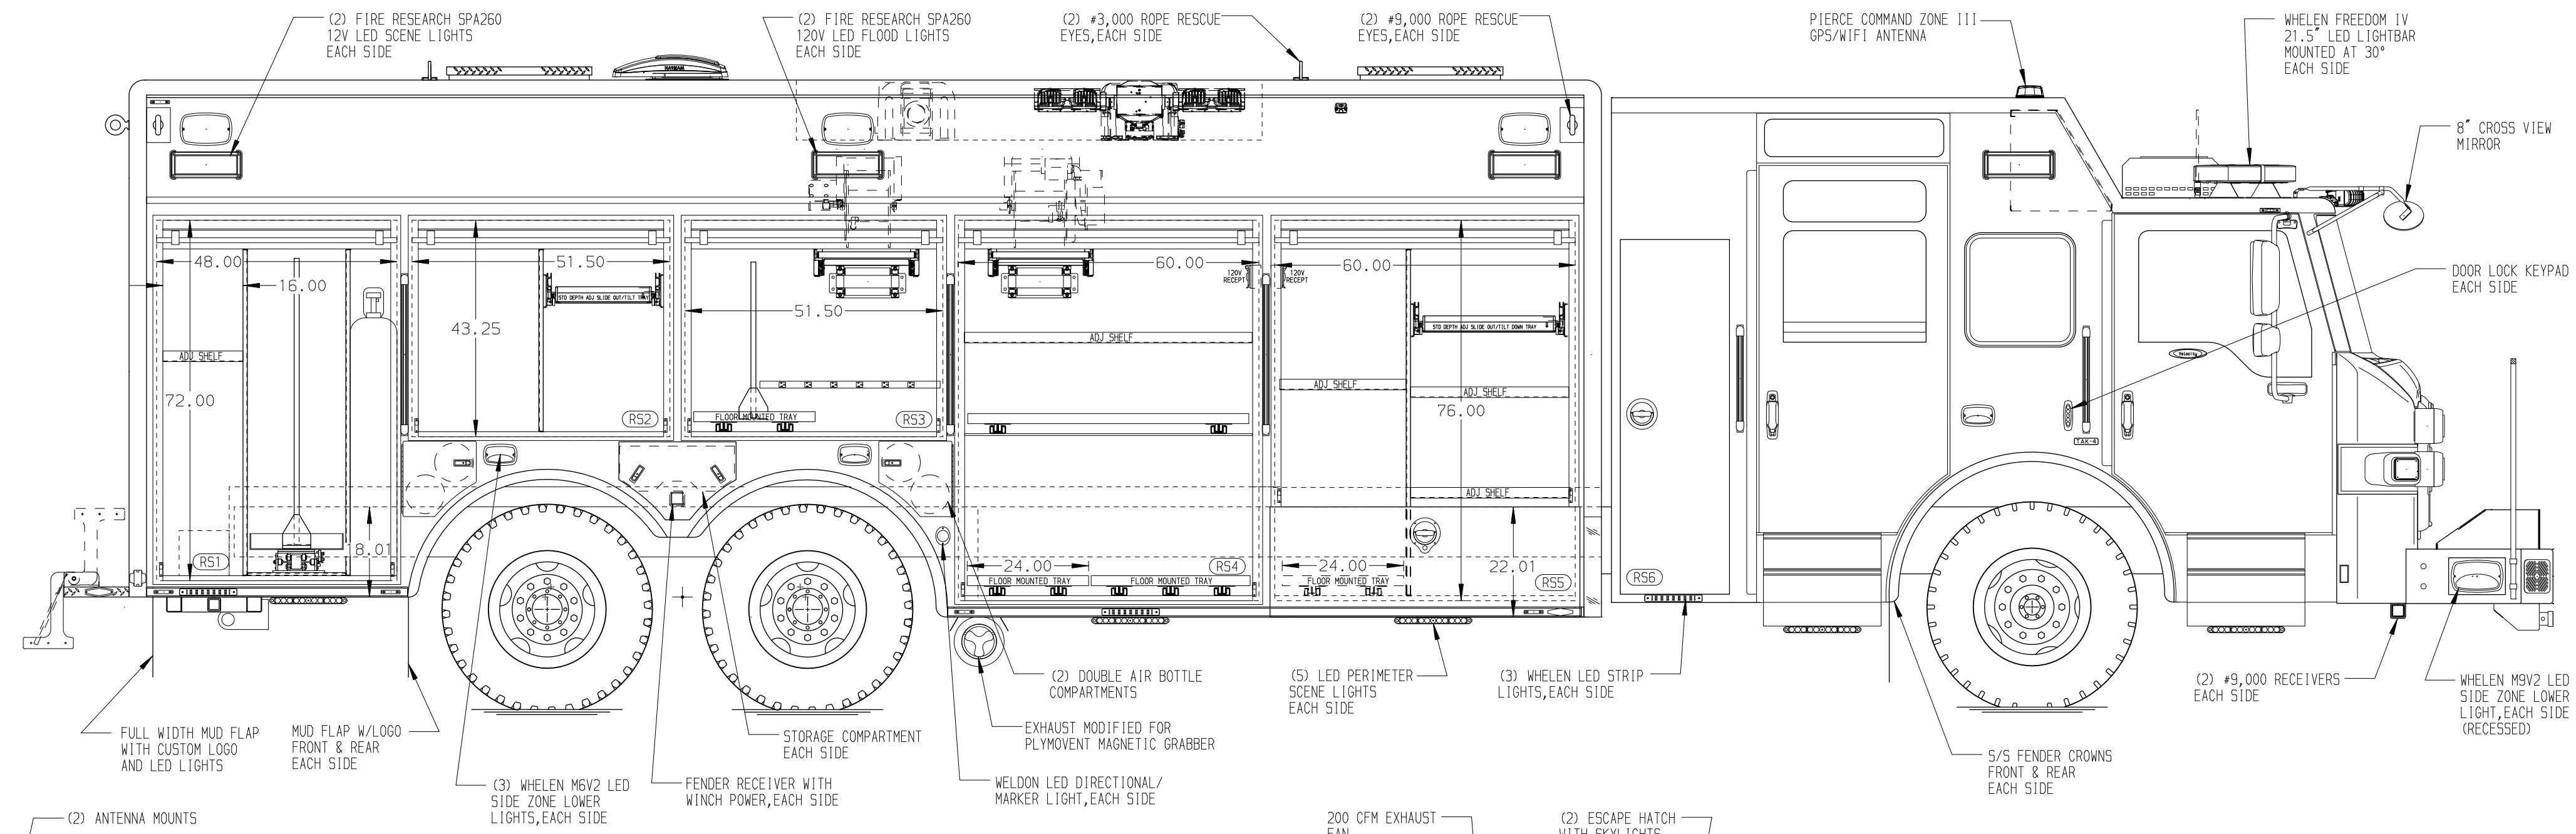 (2) FIRE RESEARCH SPA260
12V LED SCENE LIGHTS
EACH SIDE
(2) FIRE RESEARCH SPA260
120V LED FLOOD LIGHTS
EACH SIDE
(2) #3,000 ROPE RESCUE
EYES,EACH SIDE
(2) #9,000 ROPE RESCUE
EYES,EACH SIDE
PIERCE COMMAND ZONE III
GPS/WIFI ANTENNA
WHELEN FREEDOM IV
21.5" LED LIGHTBAR
MOUNTED AT 30°
EACH SIDE
8" CROSS VIEW
MIRROR
DOOR LOCK KEYPAD
EACH SIDE
48.00
16.00
ADJ SHELF
72.00
18.01
RS1
51.50
43.25
STD DEPTH ADJ SLIDE OUT/TILT TRAY
RS2
51.50
FLOOR MOUNTED TRAY
RS3
60.00
120V
RECEPT
ADJ SHELF
24.00
RS4
FLOOR MOUNTED TRAY
FLOOR MOUNTED TRAY
120V
RECEPT
60.00
STD DEPTH ADJ SLIDE OUT/TILT DOWN TRAY
ADJ SHELF
ADJ SHELF
76.00
ADJ SHELF
24.00
22.01
FLOOR MOUNTED TRAY
RS5
RS6
Velocity
TAK-4
(2) DOUBLE AIR BOTTLE
COMPARTMENTS
(5) LED PERIMETER
SCENE LIGHTS
EACH SIDE
(3) WHELEN LED STRIP
LIGHTS,EACH SIDE
(2) #9,000 RECEIVERS
EACH SIDE
WHELEN M9V2 LED
SIDE ZONE LOWER
LIGHT,EACH SIDE
(RECESSED)
FULL WIDTH MUD FLAP
WITH CUSTOM LOGO
AND LED LIGHTS
MUD FLAP W/LOGO
FRONT & REAR
EACH SIDE
STORAGE COMPARTMENT
EACH SIDE
EXHAUST MODIFIED FOR
PLYMOVENT MAGNETIC GRABBER
S/S FENDER CROWNS
FRONT & REAR
EACH SIDE
(3) WHELEN M6V2 LED
SIDE ZONE LOWER
LIGHTS,EACH SIDE
FENDER RECEIVER WITH
WINCH POWER,EACH SIDE
WELDON LED DIRECTIONAL/
MARKER LIGHT,EACH SIDE
(2) ANTENNA MOUNTS
200 CFM EXHAUST
FAN
(2) ESCAPE HATCH
WITH SKYLIGHTS